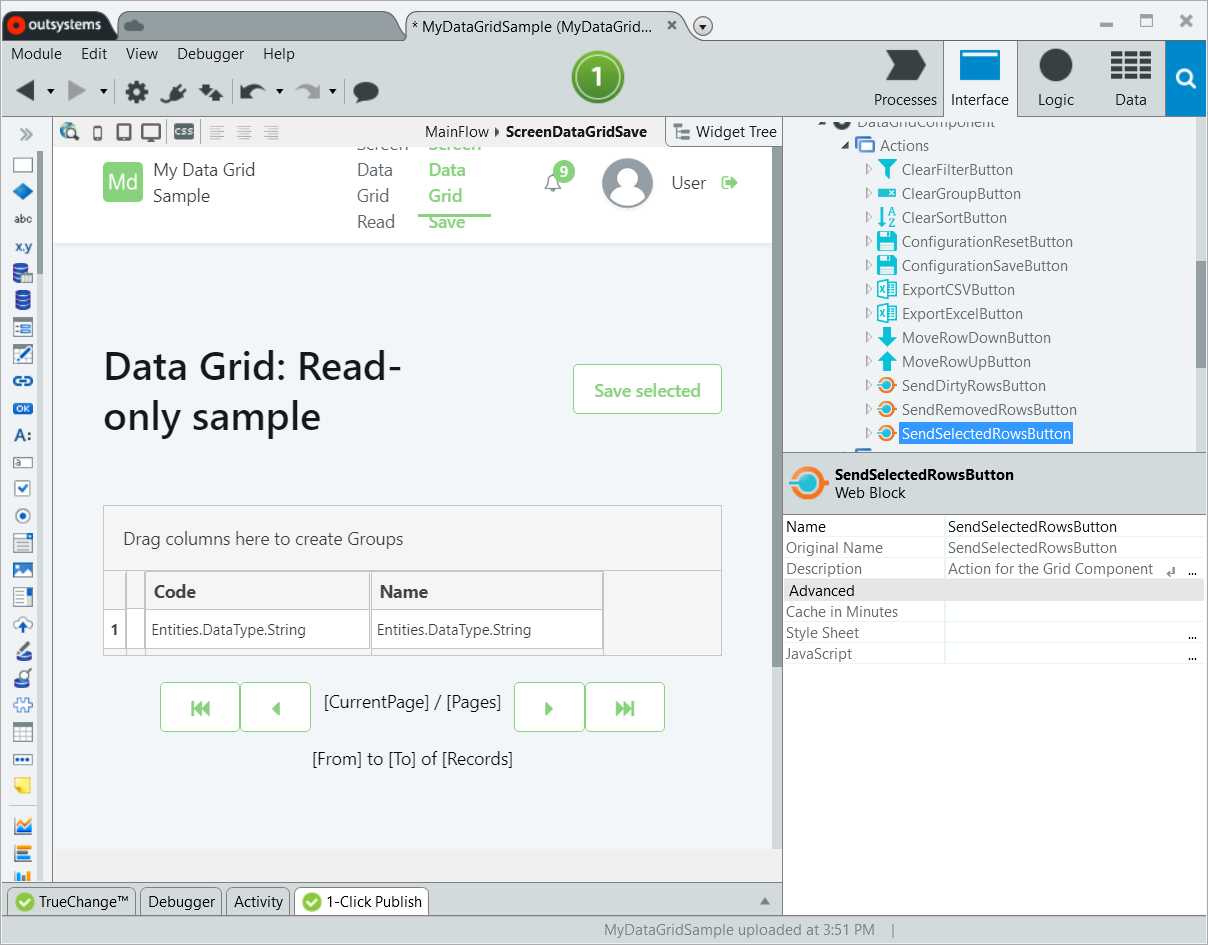 outsystems
* MyDataGridSample (MyDataGrid...
Module Edit View Debugger Help
1
Processes Interface Logic Data
CSS
MainFlow ScreenDataGridSave
Widget Tree
Md
My Data Grid
Sample
Screen
Data
Grid
Read
Screen
Data
Grid
Save
9
User
abc
x.y
OK
A:
a
Data Grid: Read-
only sample
Save selected
Drag columns here to create Groups
Code Name
1 Entities.DataType.String Entities.DataType.String
[CurrentPage] / [Pages]
[From] to [To] of [Records]
DataGridComponent
Actions
ClearFilterButton
ClearGroupButton
ClearSortButton
ConfigurationResetButton
ConfigurationSaveButton
ExportCSVButton
ExportExcelButton
MoveRowDownButton
MoveRowUpButton
SendDirtyRowsButton
SendRemovedRowsButton
SendSelectedRowsButton
SendSelectedRowsButton
Web Block
Name SendSelectedRowsButton
Original Name SendSelectedRowsButton
Description Action for the Grid Component ...
Advanced
Cache in Minutes
Style Sheet ...
JavaScript ...
TrueChange™ Debugger Activity 1-Click Publish
MyDataGridSample uploaded at 3:51 PM |